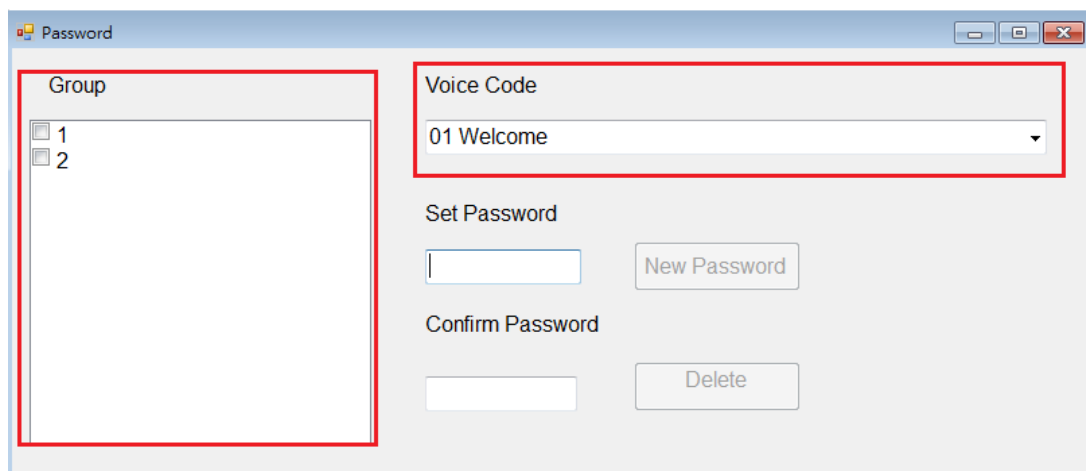 Password
Group
1
2
Voice Code
01 Welcome
Set Password
New Password
Confirm Password
Delete